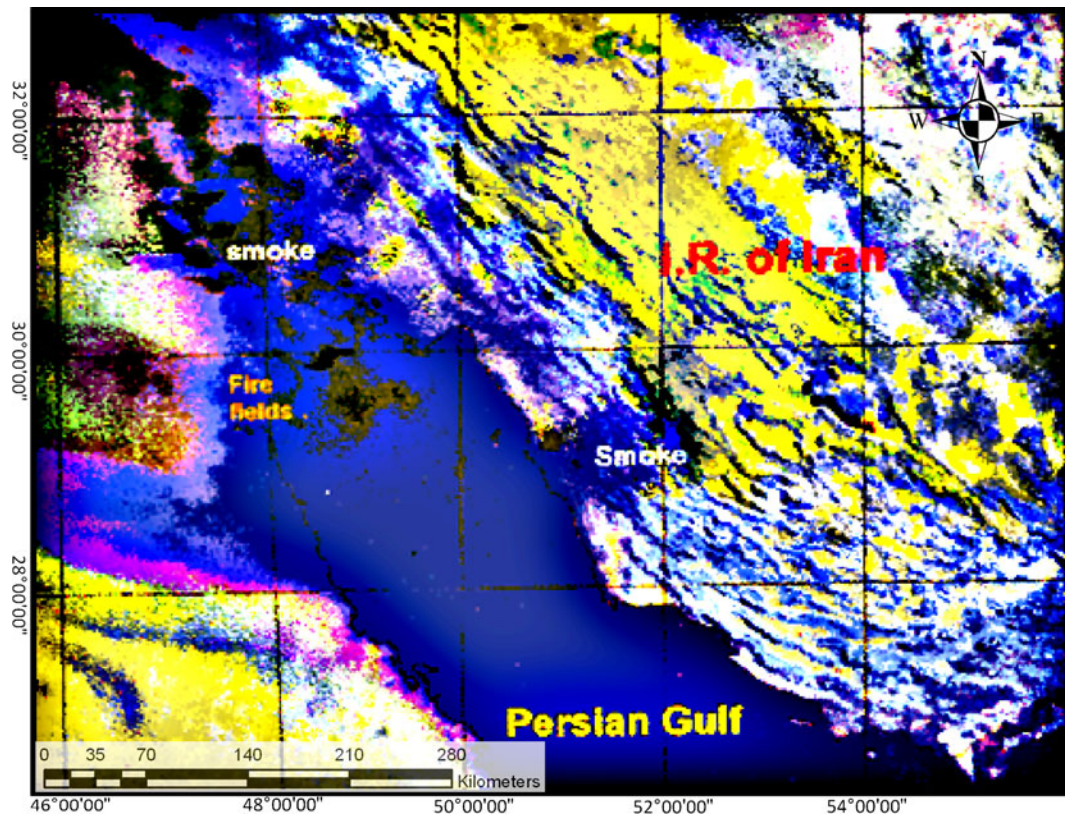 N
W E
S
32°00'00"
smoke
I.R. of Iran
30°00'00"
Fire
fields
Smoke
28°00'00"
Persian Gulf
0 35 70 140 210 280
Kilometers
46°00'00" 48°00'00" 50°00'00" 52°00'00" 54°00'00"